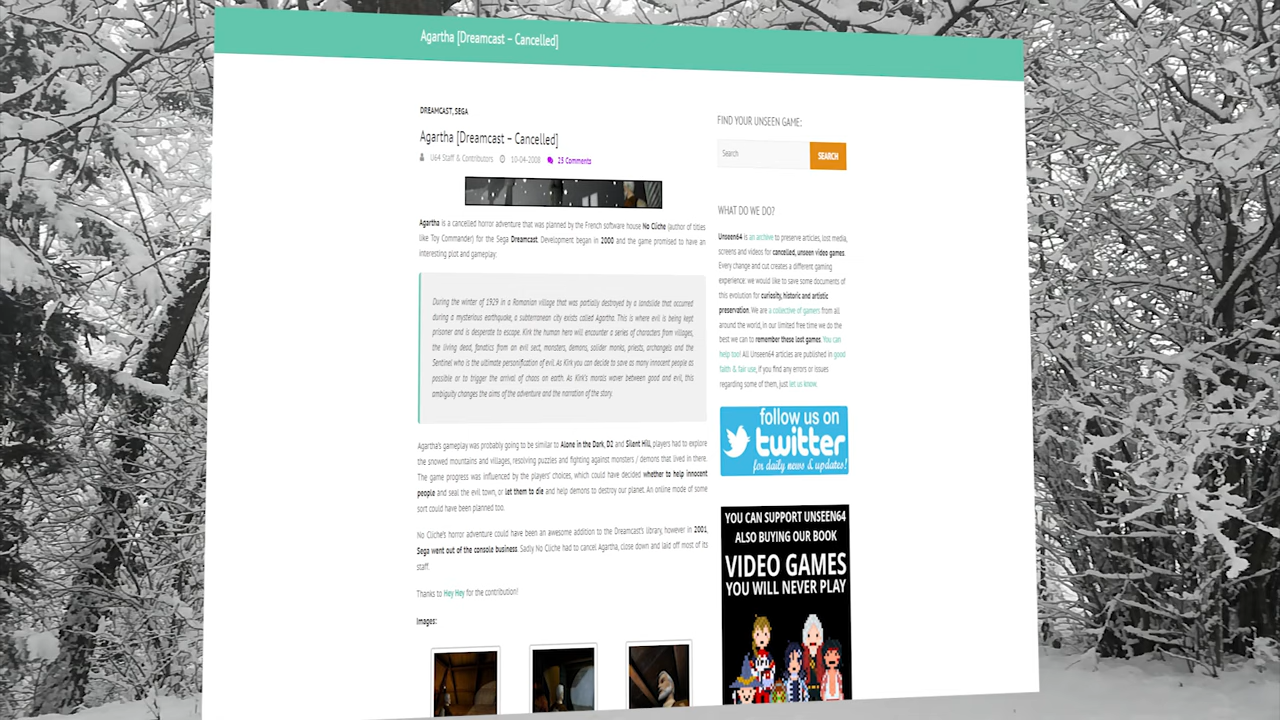 Agartha [Dreamcast – Cancelled]
DREAMCAST, SEGA
Agartha [Dreamcast – Cancelled]
U64 Staff & Contributors 10-04-2008 23 Comments
Agartha is a cancelled horror adventure that was planned by the French software house No Cliche (author of titles
like Toy Commander) for the Sega Dreamcast. Development began in 2000 and the game promised to have an
interesting plot and gameplay:
During the winter of 1929 in a Romanian village that was partially destroyed by a landslide that occurred
during a mysterious earthquake, a subterranean city exists called Agartha. This is where evil is being kept
prisoner and is desperate to escape. Kirk the human hero will encounter a series of characters from villages,
the living dead, fanatics from an evil sect, monsters, demons, solider monks, priests, archangels and the
Sentinel who is the ultimate personification of evil. As Kirk you can decide to save as many innocent people as
possible or to trigger the arrival of chaos on earth. As Kirk's morals waver between good and evil, this
ambiguity changes the aims of the adventure and the narration of the story.
Agartha's gameplay was probably going to be similar to Alone in the Dark, D2 and Silent Hill, players had to explore
the snowed mountains and villages, resolving puzzles and fighting against monsters / demons that lived in there.
The game progress was influenced by the players' choices, which could have decided whether to help innocent
people and seal the evil town, or let them to die and help demons to destroy our planet. An online mode of some
sort could have been planned too.
No Cliche's horror adventure could have been an awesome addition to the Dreamcast's library, however in 2001,
Sega went out of the console business. Sadly No Cliche had to cancel Agartha, close down and laid off most of its
staff.
Thanks to Hey Hey for the contribution!
Images:
FIND YOUR UNSEEN GAME:
Search SEARCH
WHAT DO WE DO?
Unseen64 is an archive to preserve articles, lost media,
screens and videos for cancelled, unseen video games.
Every change and cut creates a different gaming
experience: we would like to save some documents of
this evolution for curiosity, historic and artistic
preservation. We are a collective of gamers from all
around the world, in our limited free time we do the
best we can to remember these lost games. You can
help too! All Unseen64 articles are published in good
faith & fair use, if you find any errors or issues
regarding some of them, just let us know.
follow us on
twitter
for daily news & updates!
YOU CAN SUPPORT UNSEEN64
ALSO BUYING OUR BOOK
VIDEO GAMES
YOU WILL NEVER PLAY